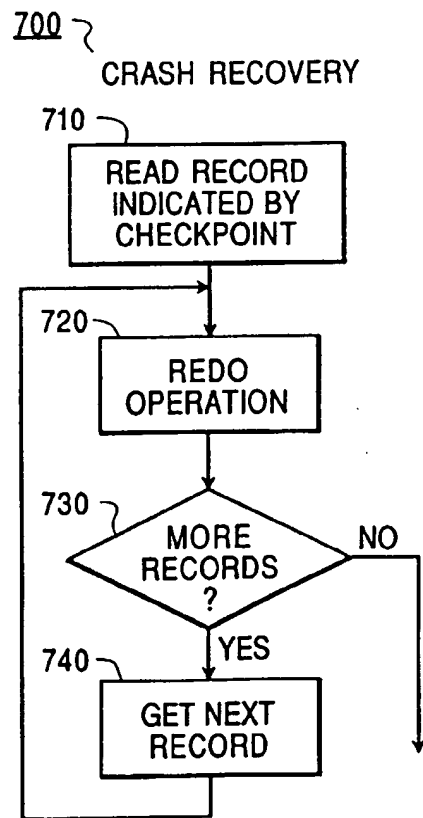 700
CRASH RECOVERY
710
READ RECORD
INDICATED BY
CHECKPOINT
720
REDO
OPERATION
730
MORE
RECORDS
?
NO
YES
740
GET NEXT
RECORD